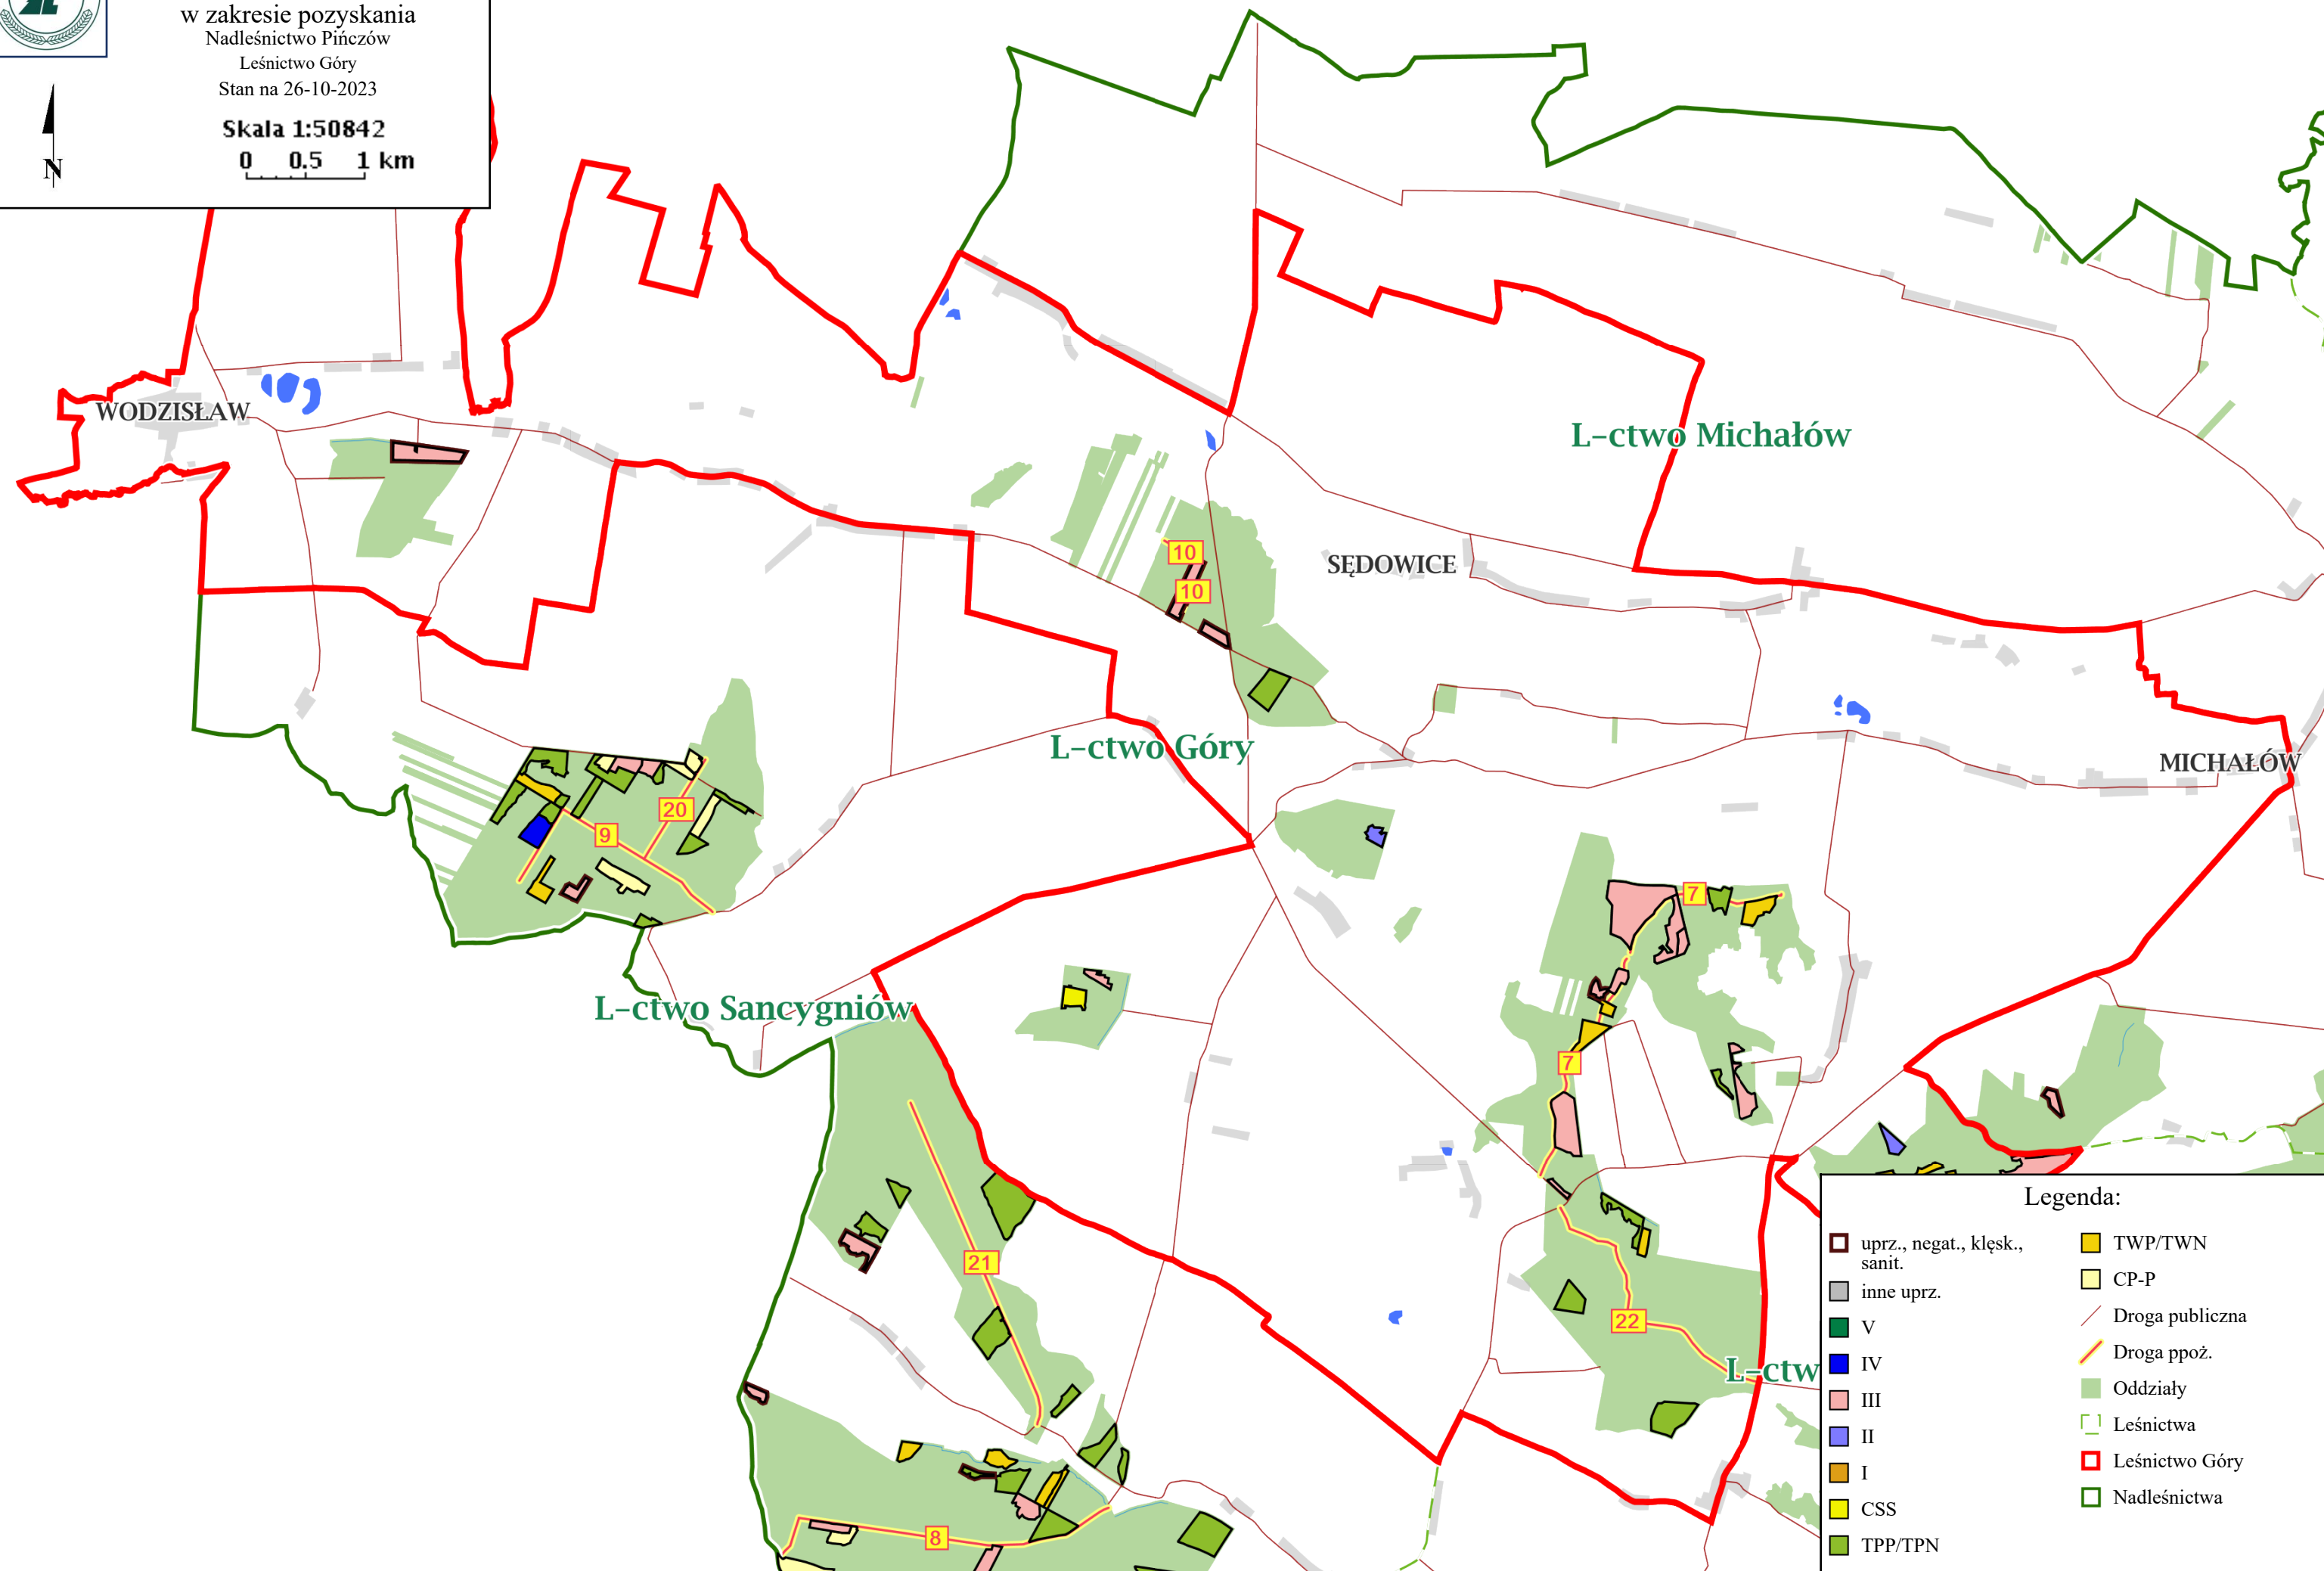 w zakresie pozyskania
Nadleśnictwo Pińczów
Leśnictwo Góry
Stan na 26-10-2023
Skala 1:50842
0 0.5 1 km
N
WODZISŁAW
L-ctwo Michałów
10
SĘDOWICE
10
L-ctwo Góry
MICHAŁÓW
20
9
7
L-ctwo Sancygniów
7
21
22
L-ctw
8
Legenda:
uprz., negat., klęsk.,
sanit.
inne uprz.
V
IV
III
II
I
CSS
TPP/TPN
TWP/TWN
CP-P
Droga publiczna
Droga ppoż.
Oddziały
Leśnictwa
Leśnictwo Góry
Nadleśnictwa